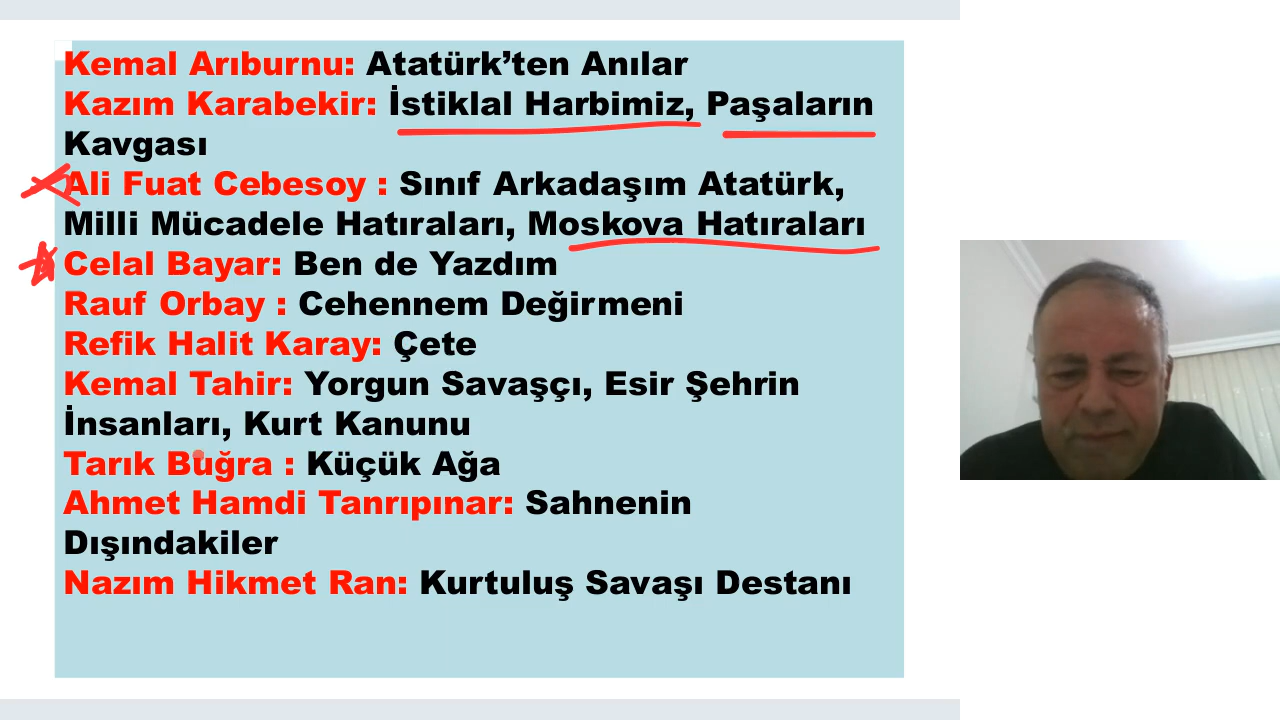 Kemal Arıburnu: Atatürk’ten Anılar
Kazım Karabekir: İstiklal Harbimiz, Paşaların
Kavgası
Ali Fuat Cebesoy : Sınıf Arkadaşım Atatürk,
Milli Mücadele Hatıraları, Moskova Hatıraları
Celal Bayar: Ben de Yazdım
Rauf Orbay : Cehennem Değirmeni
Refik Halit Karay: Çete
Kemal Tahir: Yorgun Savaşçı, Esir Şehrin
İnsanları, Kurt Kanunu
Tarık Buğra : Küçük Ağa
Ahmet Hamdi Tanrıpınar: Sahnenin
Dışındakiler
Nazım Hikmet Ran: Kurtuluş Savaşı Destanı